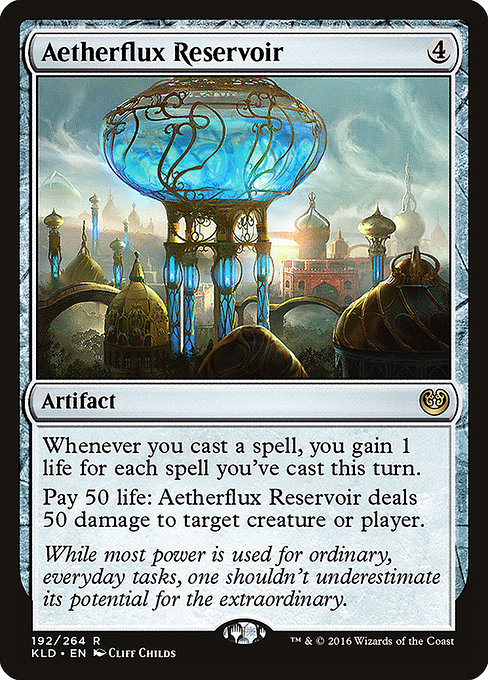 Aetherflux Reservoir 4
Artifact
Whenever you cast a spell, you gain 1
life for each spell you've cast this turn.
Pay 50 life: Aetherflux Reservoir deals
50 damage to target creature or player.
While most power is used for ordinary,
everyday tasks, one shouldn't underestimate
its potential for the extraordinary.
192/264 R
KLD • EN Cliff Childs
™ & © 2016 Wizards of the Coast